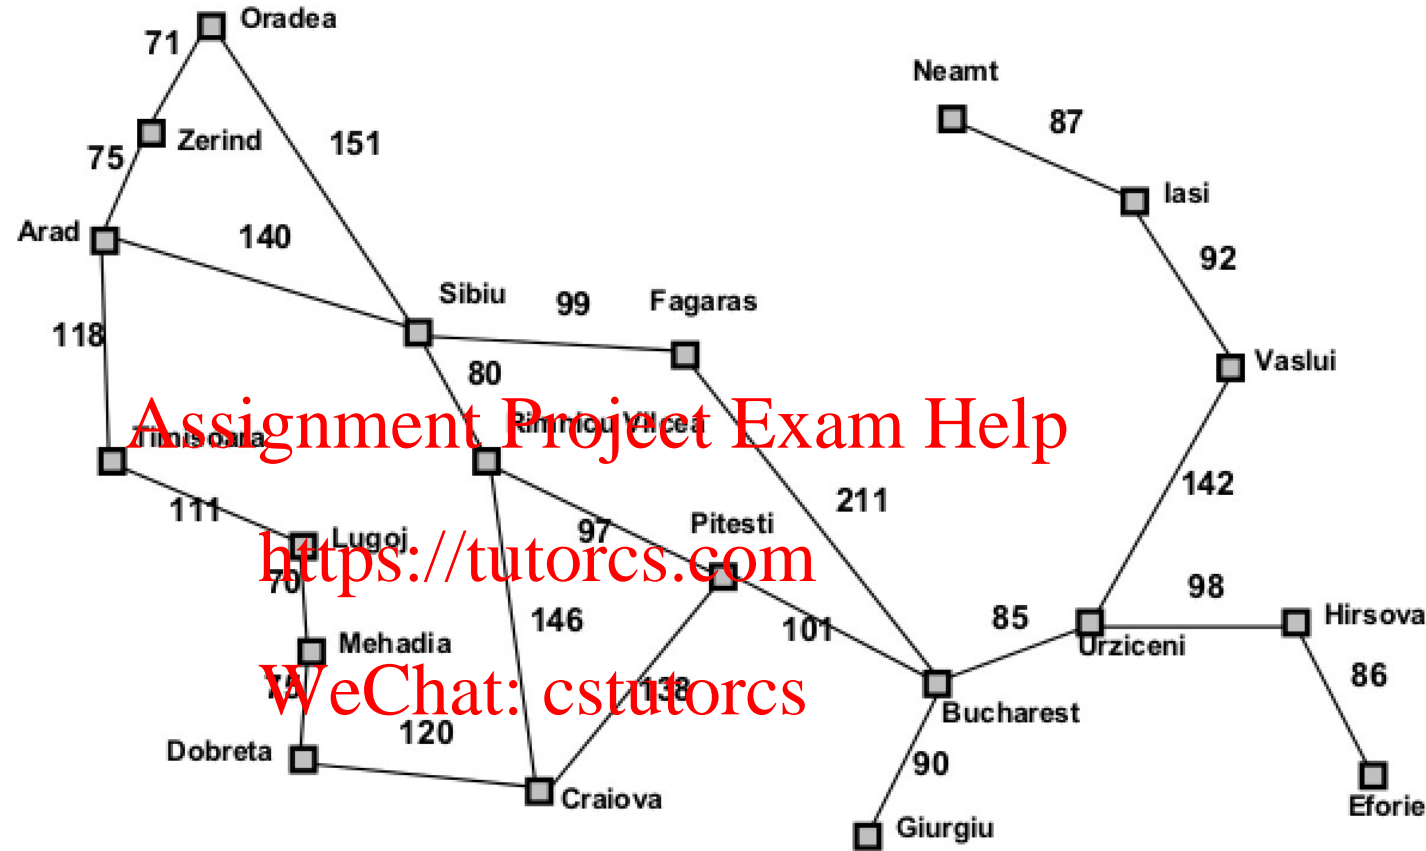 Oradea
71
Neamt
87
Zerind
151
75
Iasi
Arad
140
92
Sibiu
99
Fagaras
118
Vaslui
80
Assignment Project Exam Help
Timisoara
Rimnicu Vilcea
142
211
111
Pitesti
97
Lugoj
https://tutorcs.com
70
98
146
101
85
Hirsova
Mehadia
Urziceni
86
75
WeChat: cstutorcs
138
Bucharest
120
Dobreta
90
Craiova
Eforie
Giurgiu